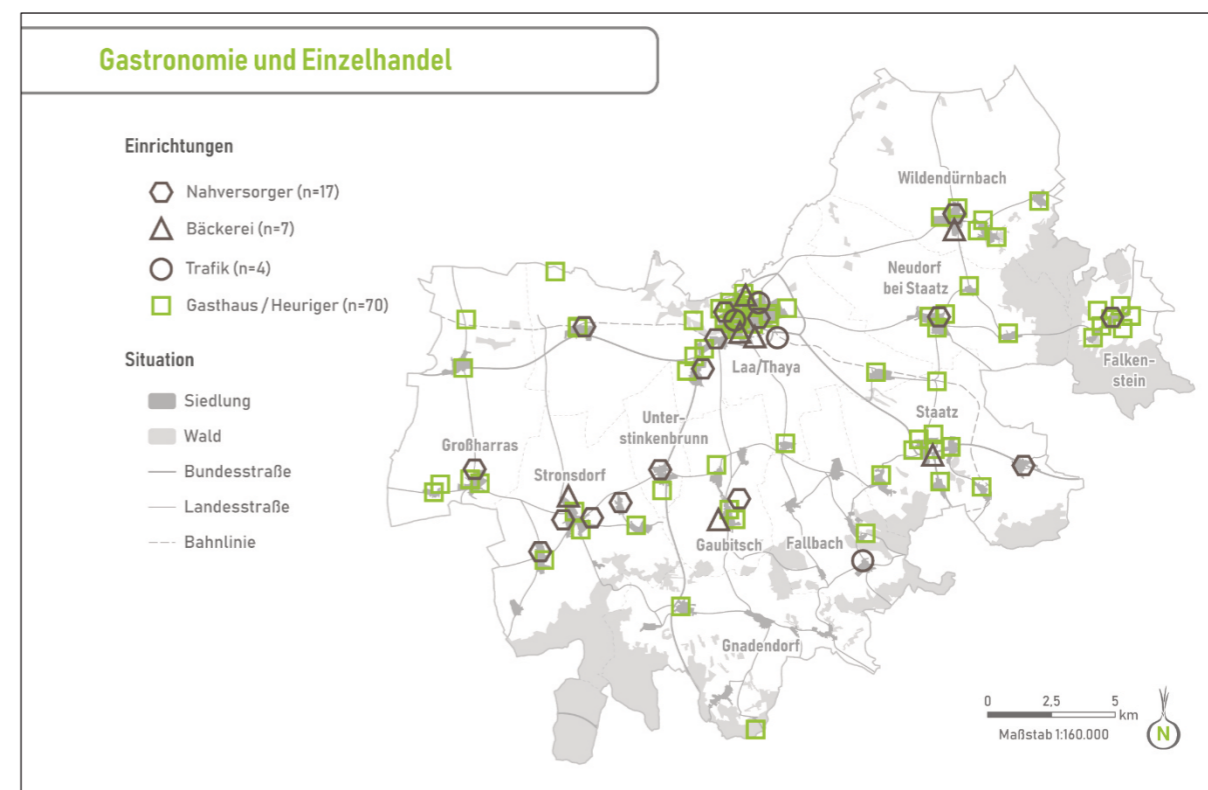 Gastronomie und Einzelhandel
Einrichtungen
Nahversorger (n=17)
Bäckerei (n=7)
Trafik (n=4)
Gasthaus / Heuriger (n=70)
Situation
Siedlung
Wald
Bundesstraße
Landesstraße
Bahnlinie
Wildendürnbach
Neudorf
bei Staatz
Laa/Thaya
Falken-
stein
Staatz
Unter-
stinkenbrunn
Großharras
Stronsdorf
Gaubitsch
Fallbach
Gnadendorf
0 2,5 5
km
Maßstab 1:160.000
N